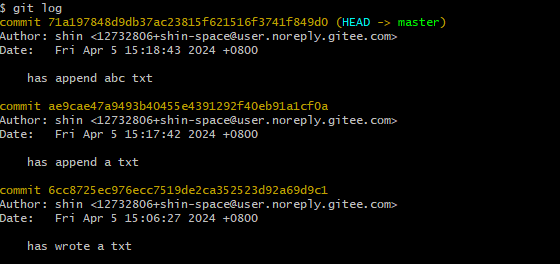 $ git log
commit 71a197848d9db37ac23815f621516f3741f849d0 (HEAD -> master)
Author: shin <12732806+shin-space@user.noreply.gitee.com>
Date:   Fri Apr 5 15:18:43 2024 +0800
    has append abc txt
commit ae9cae47a9493b40455e4391292f40eb91a1cf0a
Author: shin <12732806+shin-space@user.noreply.gitee.com>
Date:   Fri Apr 5 15:17:42 2024 +0800
    has append a txt
commit 6cc8725ec976ecc7519de2ca352523d92a69d9c1
Author: shin <12732806+shin-space@user.noreply.gitee.com>
Date:   Fri Apr 5 15:06:27 2024 +0800
    has wrote a txt